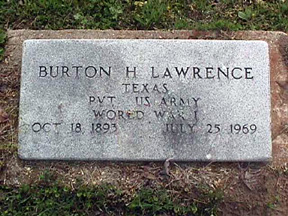 BURTON H LAWRENCE
TEXAS
PVT US ARMY
WORLD WAR I
OCT 18 1893 JULY 25 1969